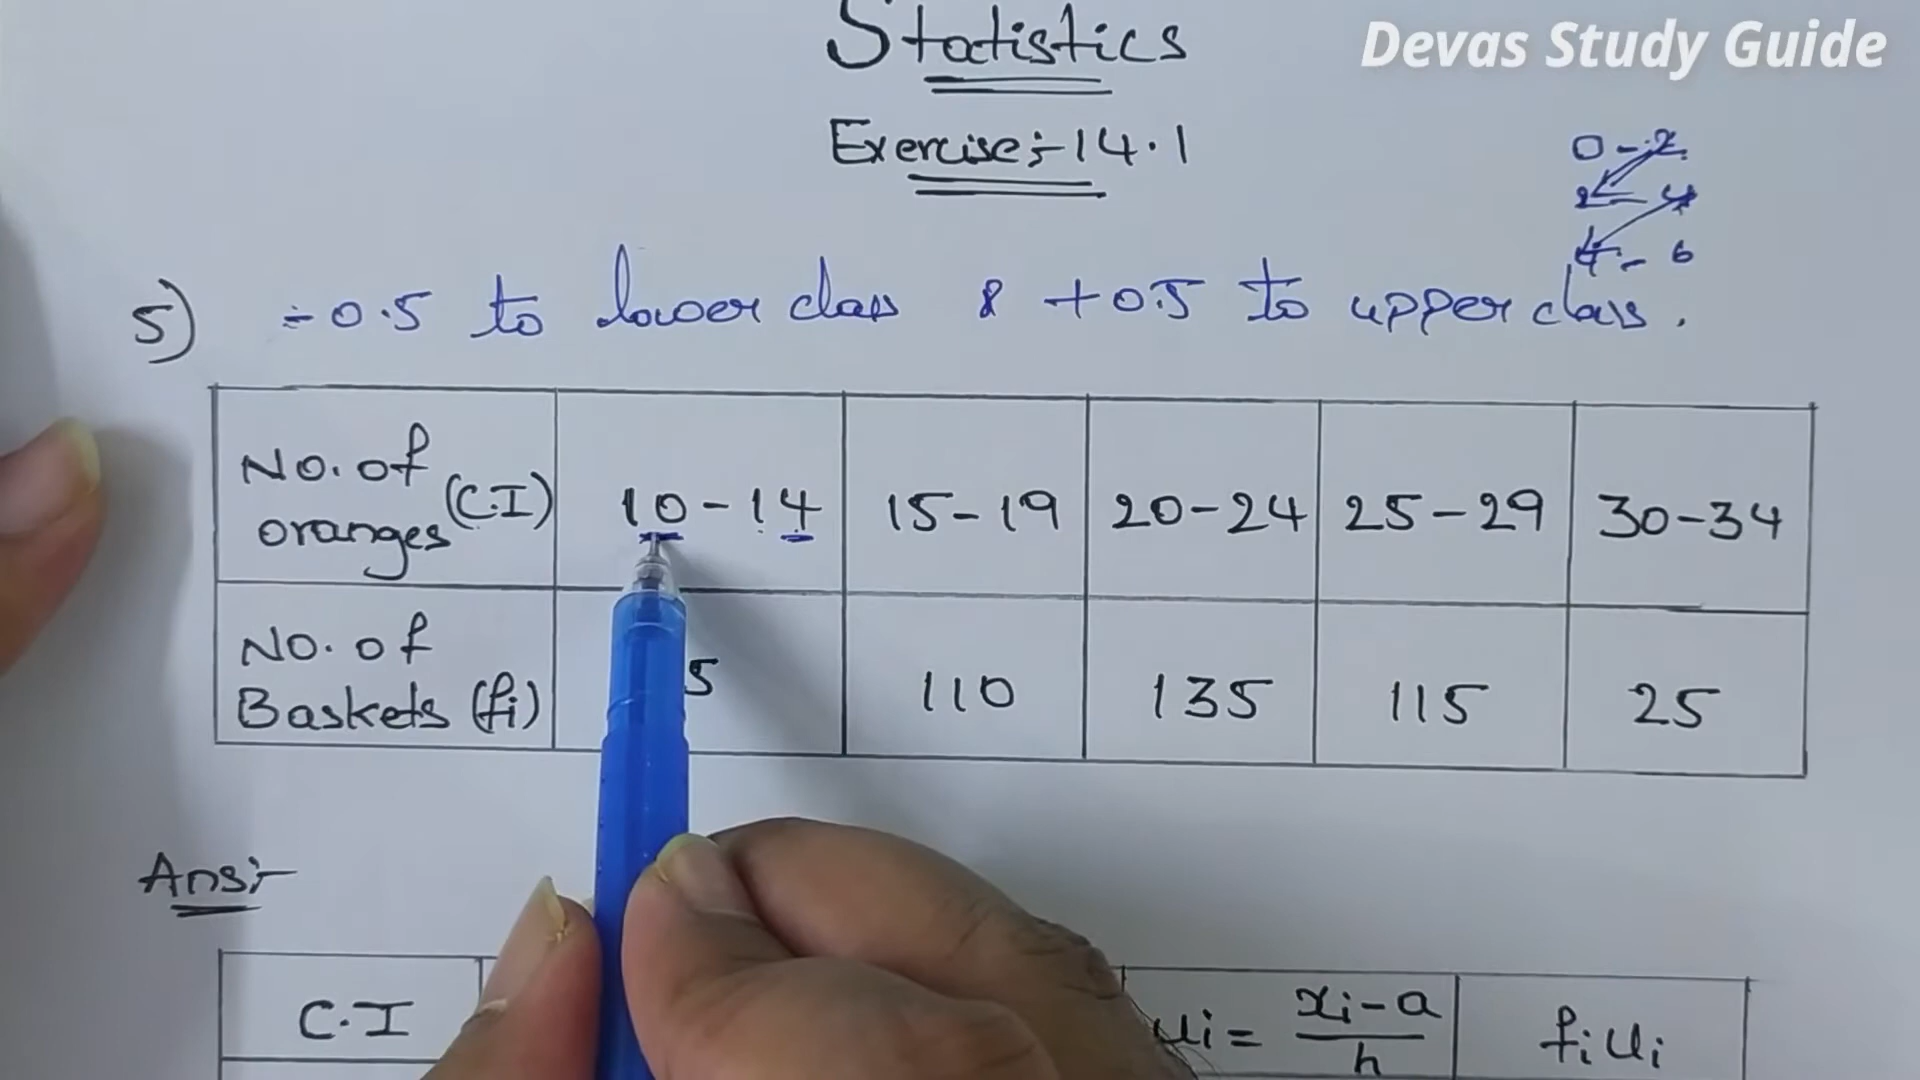 Statistics
Devas Study Guide
Exercise:- 14.1
0 - 2
2 - 4
4 - 6
5) -0.5 to lower class & +0.5 to upper class.
No. of oranges (C.I) 10-14 15-19 20-24 25-29 30-34
No. of Baskets (fi) 5 110 135 115 25
Ans:-
C.I ui = xi-a/h fiui